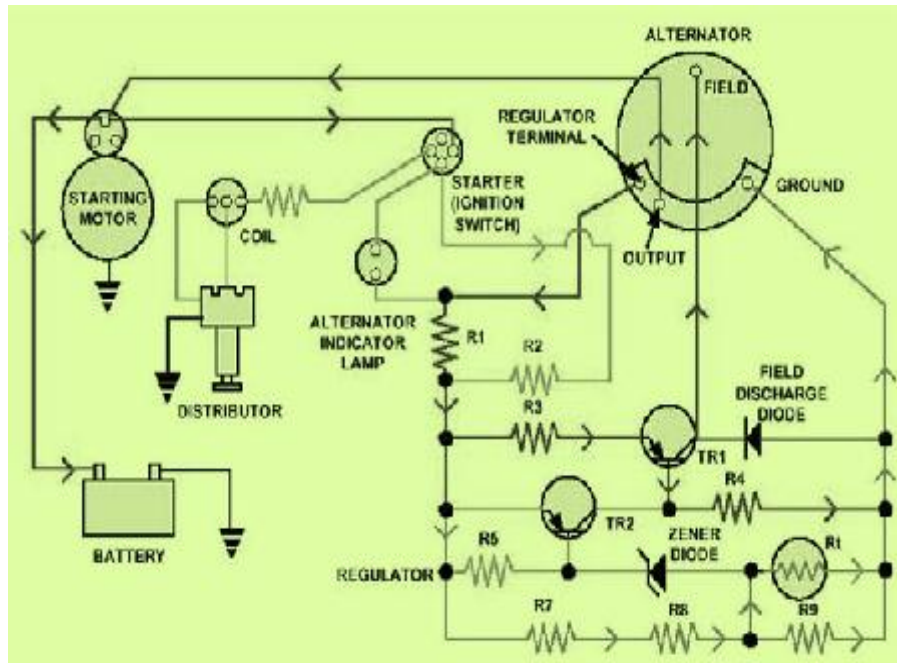 ALTERNATOR
FIELD
REGULATOR
TERMINAL
STARTER
(IGNITION
SWITCH)
GROUND
STARTING
MOTOR
COIL
OUTPUT
ALTERNATOR
INDICATOR
LAMP
R1
R2
FIELD
DISCHARGE
DIODE
DISTRIBUTOR
R3
TR1
R4
TR2
ZENER
DIODE
BATTERY
R5
Rt
REGULATOR
R7
R8
R9